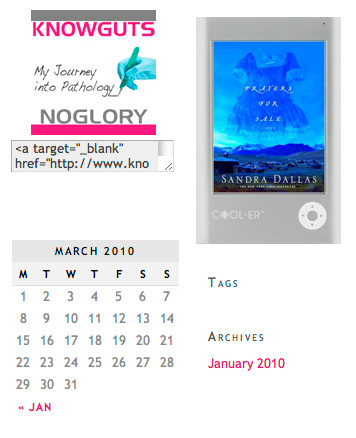 KNOWGUTS
My Journey
into Pathology
NOGLORY
<a target="_blank"
href="http://www.kno
MARCH 2010
M T W T F S S
1 2 3 4 5 6 7
8 9 10 11 12 13 14
15 16 17 18 19 20 21
22 23 24 25 26 27 28
29 30 31
« JAN
PRAYERS
FOR
SALE
SANDRA DALLAS
COOL-ER™
TAGS
ARCHIVES
January 2010